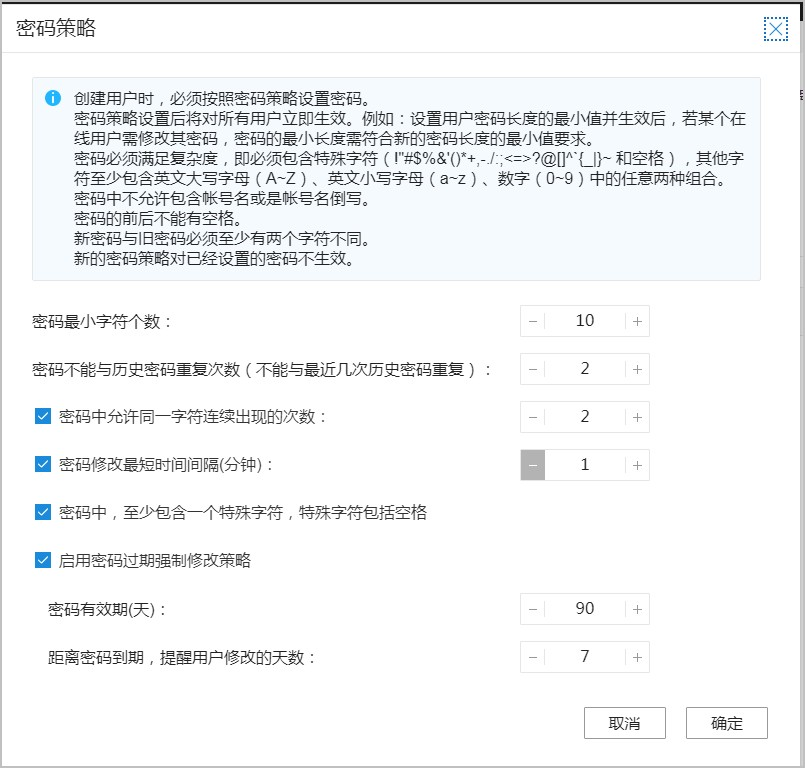 密码策略
创建用户时，必须按照密码策略设置密码。
密码策略设置后将对所有用户立即生效。例如：设置用户密码长度的最小值并生效后，若某个在
线用户需修改其密码，密码的最小长度需符合新的密码长度的最小值要求。
密码必须满足复杂度，即必须包含特殊字符（!"#$%&'()*+,-./:;<=>?@[]^`{_|}~ 和空格），其他字
符至少包含英文大写字母（A~Z）、英文小写字母（a~z）、数字（0~9）中的任意两种组合。
密码中不允许包含帐号名或是帐号名倒写。
密码的前后不能有空格。
新密码与旧密码必须至少有两个字符不同。
新的密码策略对已经设置的密码不生效。
密码最小字符个数： − 10 +
密码不能与历史密码重复次数（不能与最近几次历史密码重复）： − 2 +
密码中允许同一字符连续出现的次数： − 2 +
密码修改最短时间间隔(分钟)： − 1 +
密码中，至少包含一个特殊字符，特殊字符包括空格
启用密码过期强制修改策略
密码有效期(天)： − 90 +
距离密码到期，提醒用户修改的天数： − 7 +
取消 确定